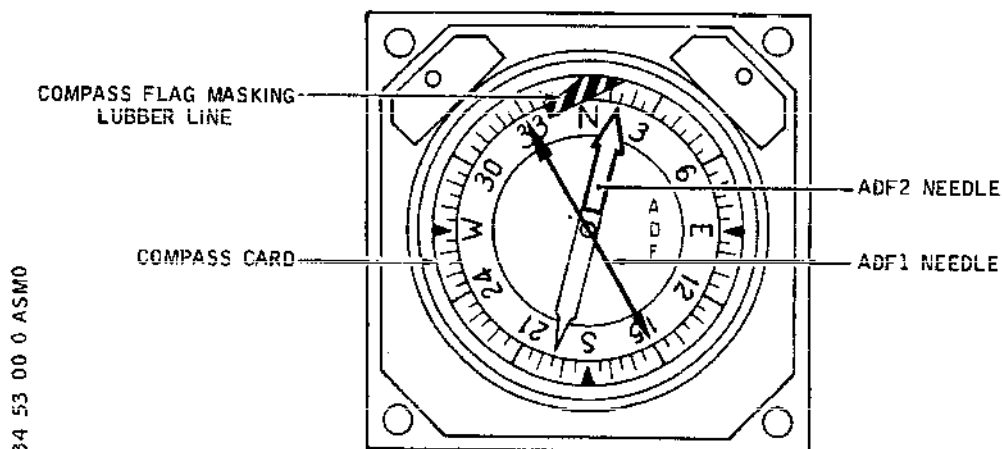 COMPASS FLAG MASKING
LUBBER LINE
COMPASS CARD
ADF2 NEEDLE
ADF1 NEEDLE
N
3
6
E
12
15
S
21
24
W
30
33
A
D
F
34 53 00 0 ASM0